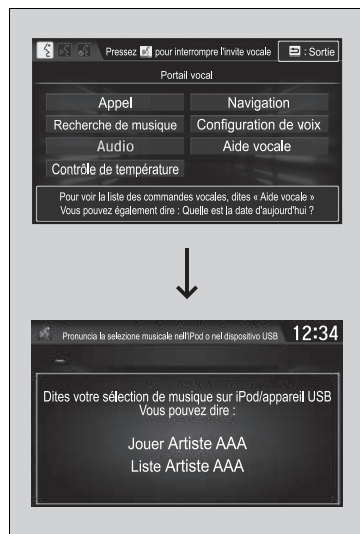 Pressez pour interrompre l'invite vocale : Sortie
Portail vocal
Appel Navigation
Recherche de musique Configuration de voix
Audio Aide vocale
Contrôle de température
Pour voir la liste des commandes vocales, dites « Aide vocale »
Vous pouvez également dire : Quelle est la date d'aujourd'hui ?
Pronuncia la selezione musicale nell'iPod o nel dispositivo USB 12:34
Dites votre sélection de musique sur iPod/appareil USB
Vous pouvez dire :
Jouer Artiste AAA
Liste Artiste AAA